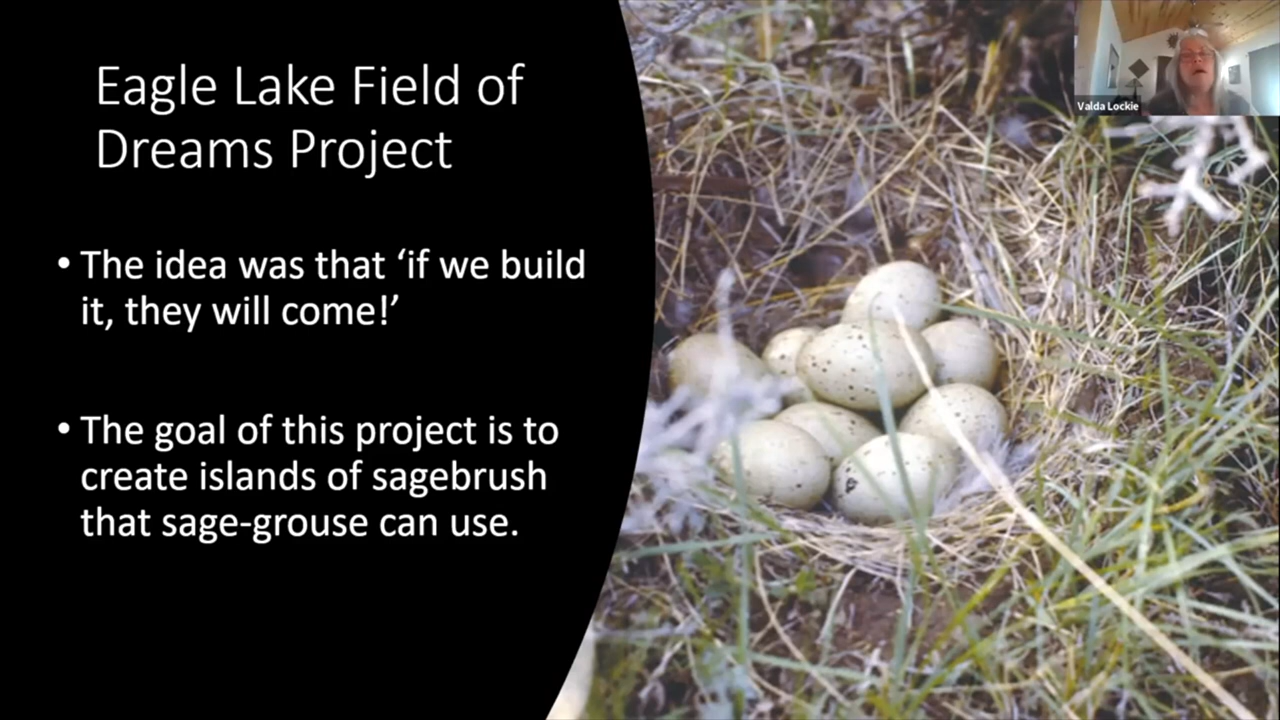 Eagle Lake Field of
Dreams Project
• The idea was that ‘if we build
it, they will come!’
• The goal of this project is to
create islands of sagebrush
that sage-grouse can use.
Valda Lockie